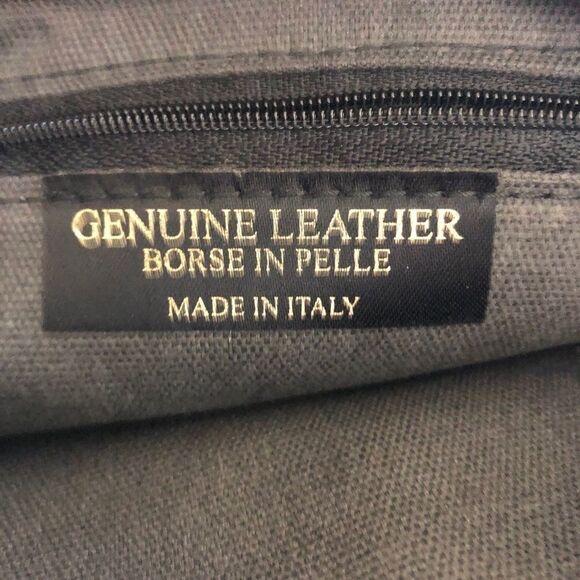 GENUINE LEATHER
BORSE IN PELLE
MADE IN ITALY